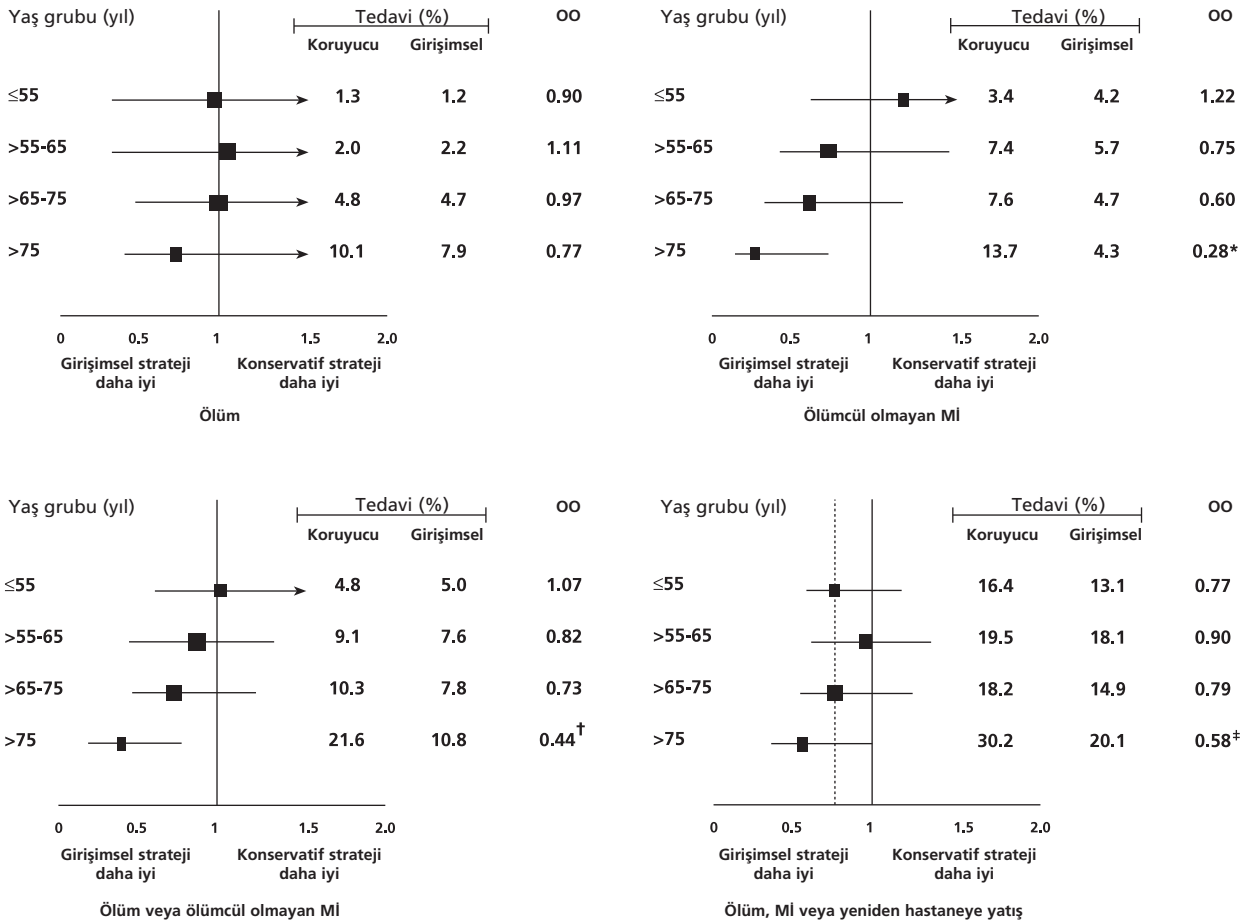 Yaş grubu (yıl) Tedavi (%) OO
Koruyucu Girişimsel
≤55 1.3 1.2 0.90
>55-65 2.0 2.2 1.11
>65-75 4.8 4.7 0.97
>75 10.1 7.9 0.77
0 0.5 1 1.5 2.0
Girişimsel strateji Konservatif strateji
daha iyi daha iyi
Ölüm
Yaş grubu (yıl) Tedavi (%) OO
Koruyucu Girişimsel
≤55 3.4 4.2 1.22
>55-65 7.4 5.7 0.75
>65-75 7.6 4.7 0.60
>75 13.7 4.3 0.28*
0 0.5 1 1.5 2.0
Girişimsel strateji Konservatif strateji
daha iyi daha iyi
Ölümcül olmayan Mİ
Yaş grubu (yıl) Tedavi (%) OO
Koruyucu Girişimsel
≤55 4.8 5.0 1.07
>55-65 9.1 7.6 0.82
>65-75 10.3 7.8 0.73
>75 21.6 10.8 0.44†
0 0.5 1 1.5 2.0
Girişimsel strateji Konservatif strateji
daha iyi daha iyi
Ölüm veya ölümcül olmayan Mİ
Yaş grubu (yıl) Tedavi (%) OO
Koruyucu Girişimsel
≤55 16.4 13.1 0.77
>55-65 19.5 18.1 0.90
>65-75 18.2 14.9 0.79
>75 30.2 20.1 0.58‡
0 0.5 1 1.5 2.0
Girişimsel strateji Konservatif strateji
daha iyi daha iyi
Ölüm, Mİ veya yeniden hastaneye yatış